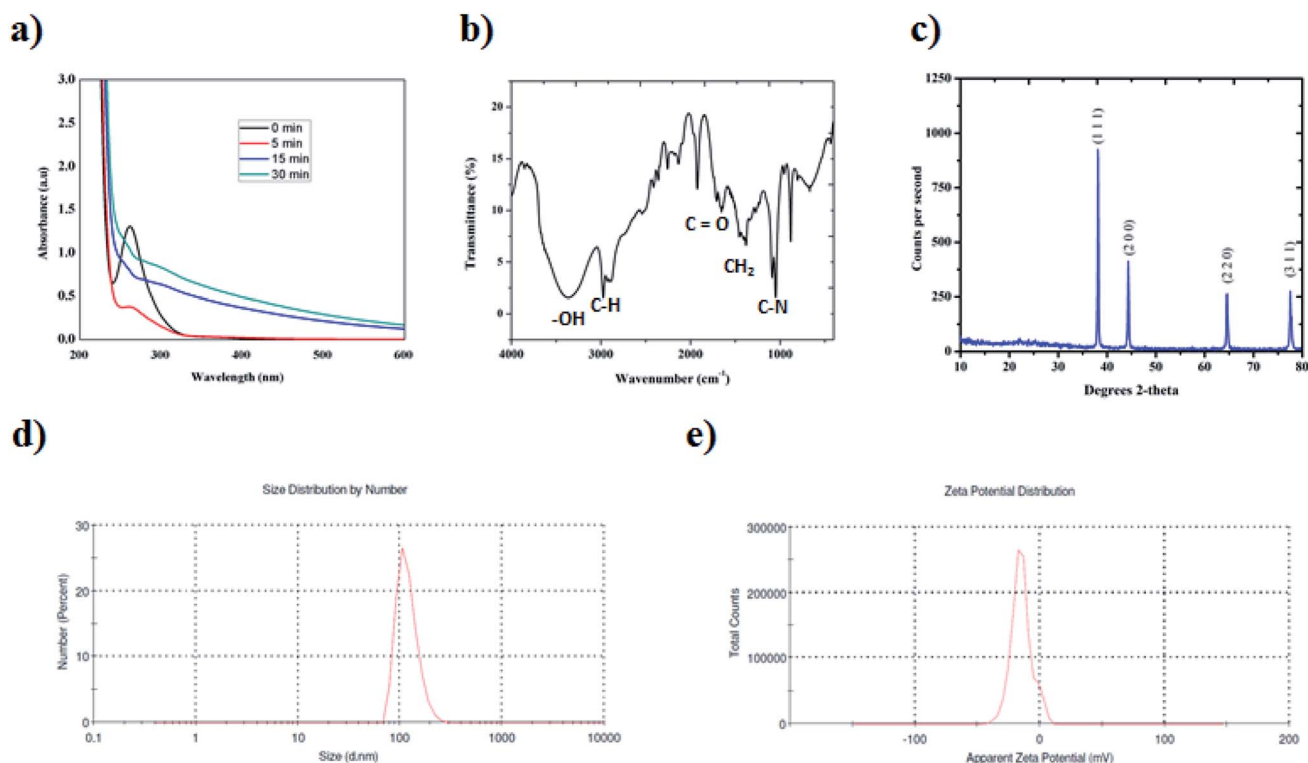 a)
3.0
2.5
2.0
1.5
1.0
0.5
0.0
Absorbance (a.u)
0 min
5 min
15 min
30 min
200 300 400 500 600
Wavelength (nm)
b)
20
15
10
5
0
Transmittance (%)
-OH
C-H
C = O
CH₂
C-N
4000 3000 2000 1000
Wavenumber (cm⁻¹)
c)
1250
1000
750
500
250
0
Counts per second
(1 1 1)
(2 0 0)
(2 2 0)
(3 1 1)
10 20 30 40 50 60 70 80
Degrees 2-theta
d)
Size Distribution by Number
30
20
10
0
Number (Percent)
0.1 1 10 100 1000 10000
Size (d.nm)
e)
Zeta Potential Distribution
300000
200000
100000
0
Total Counts
-100 0 100 200
Apparent Zeta Potential (mV)